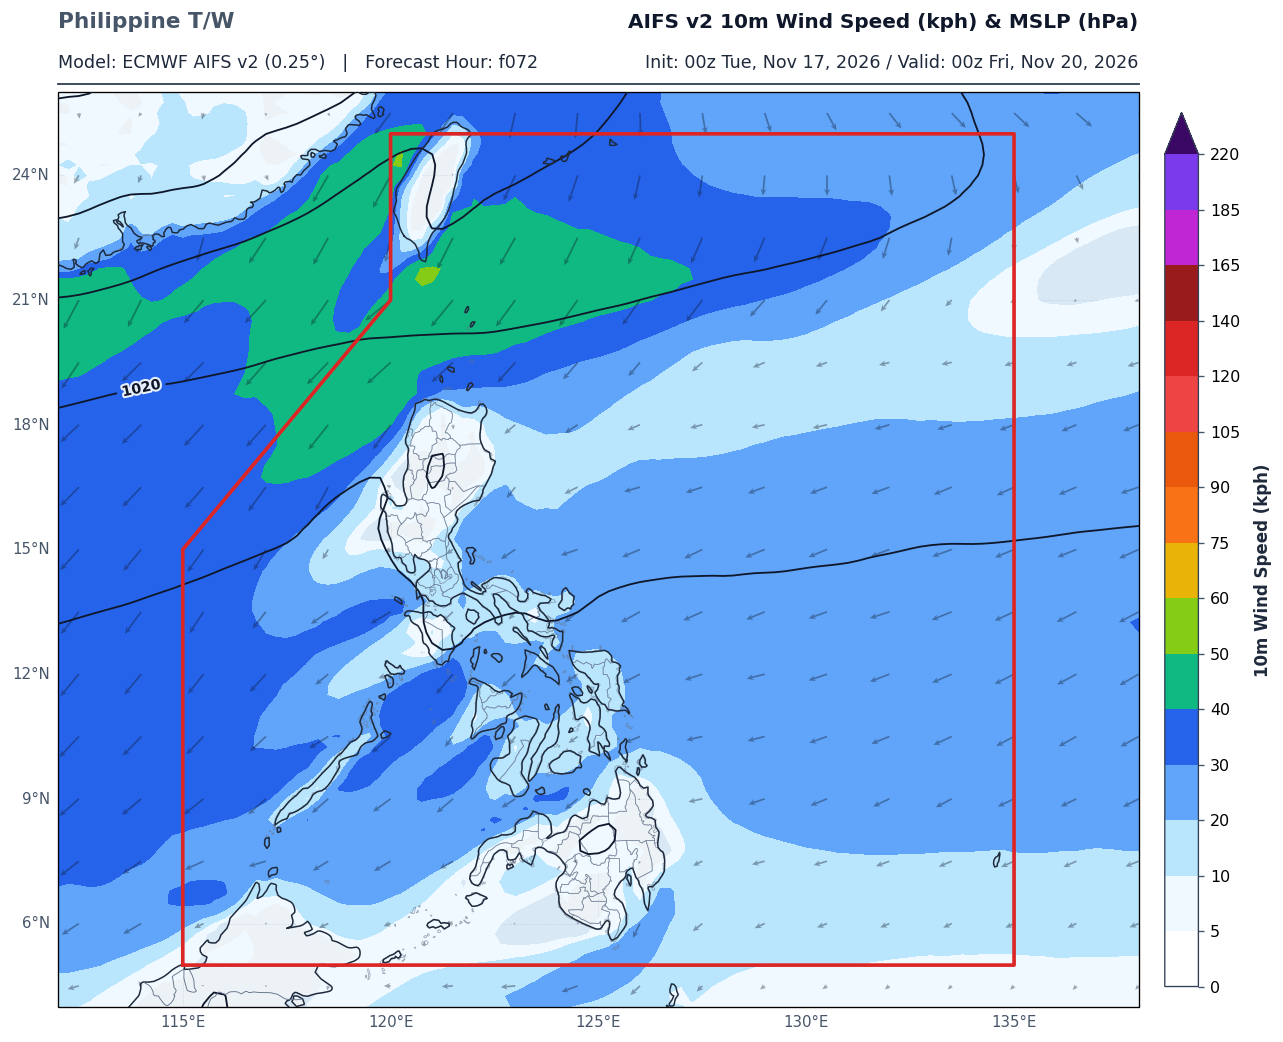 Philippine T/W
AIFS v2 10m Wind Speed (kph) & MSLP (hPa)
Model: ECMWF AIFS v2 (0.25°) | Forecast Hour: f072
Init: 00z Tue, Nov 17, 2026 / Valid: 00z Fri, Nov 20, 2026
24°N
21°N
18°N
15°N
12°N
9°N
6°N
1020
115°E
120°E
125°E
130°E
135°E
220
185
165
140
120
105
90
75
60
50
40
30
20
10
5
0
10m Wind Speed (kph)